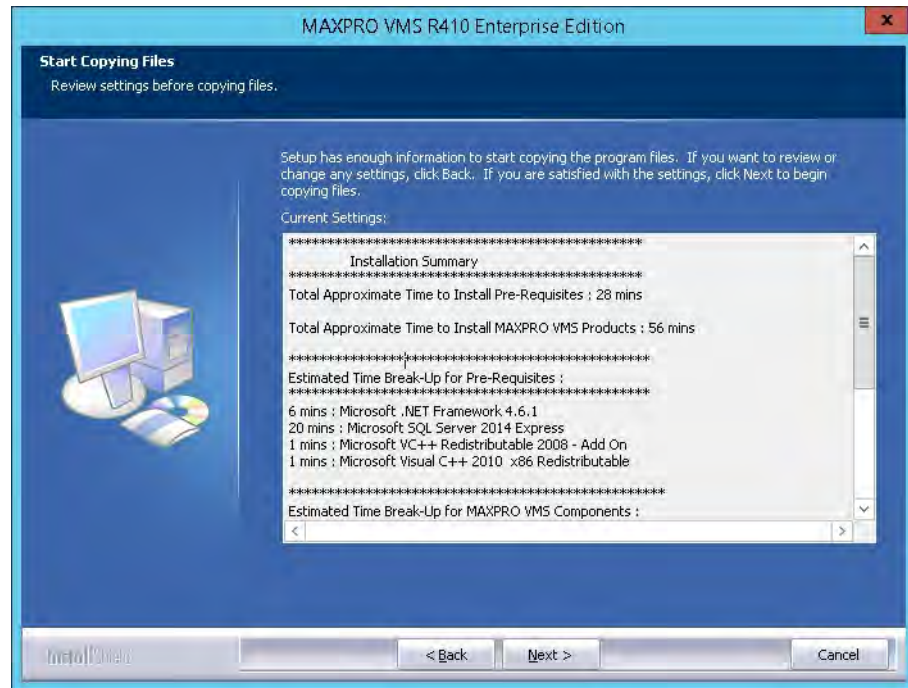 MAXPRO VMS R410 Enterprise Edition
x
Start Copying Files
Review settings before copying files.
Setup has enough information to start copying the program files. If you want to review or
change any settings, click Back. If you are satisfied with the settings, click Next to begin
copying files.
Current Settings:
**********************************************
Installation Summary
**********************************************
Total Approximate Time to Install Pre-Requisites : 28 mins
Total Approximate Time to Install MAXPRO VMS Products : 56 mins
***********************************************
Estimated Time Break-Up for Pre-Requisites :
***********************************************
6 mins : Microsoft .NET Framework 4.6.1
20 mins : Microsoft SQL Server 2014 Express
1 mins : Microsoft VC++ Redistributable 2008 - Add On
1 mins : Microsoft Visual C++ 2010 x86 Redistributable
*************************************************
Estimated Time Break-Up for MAXPRO VMS Components :
InstallShield
< Back
Next >
Cancel